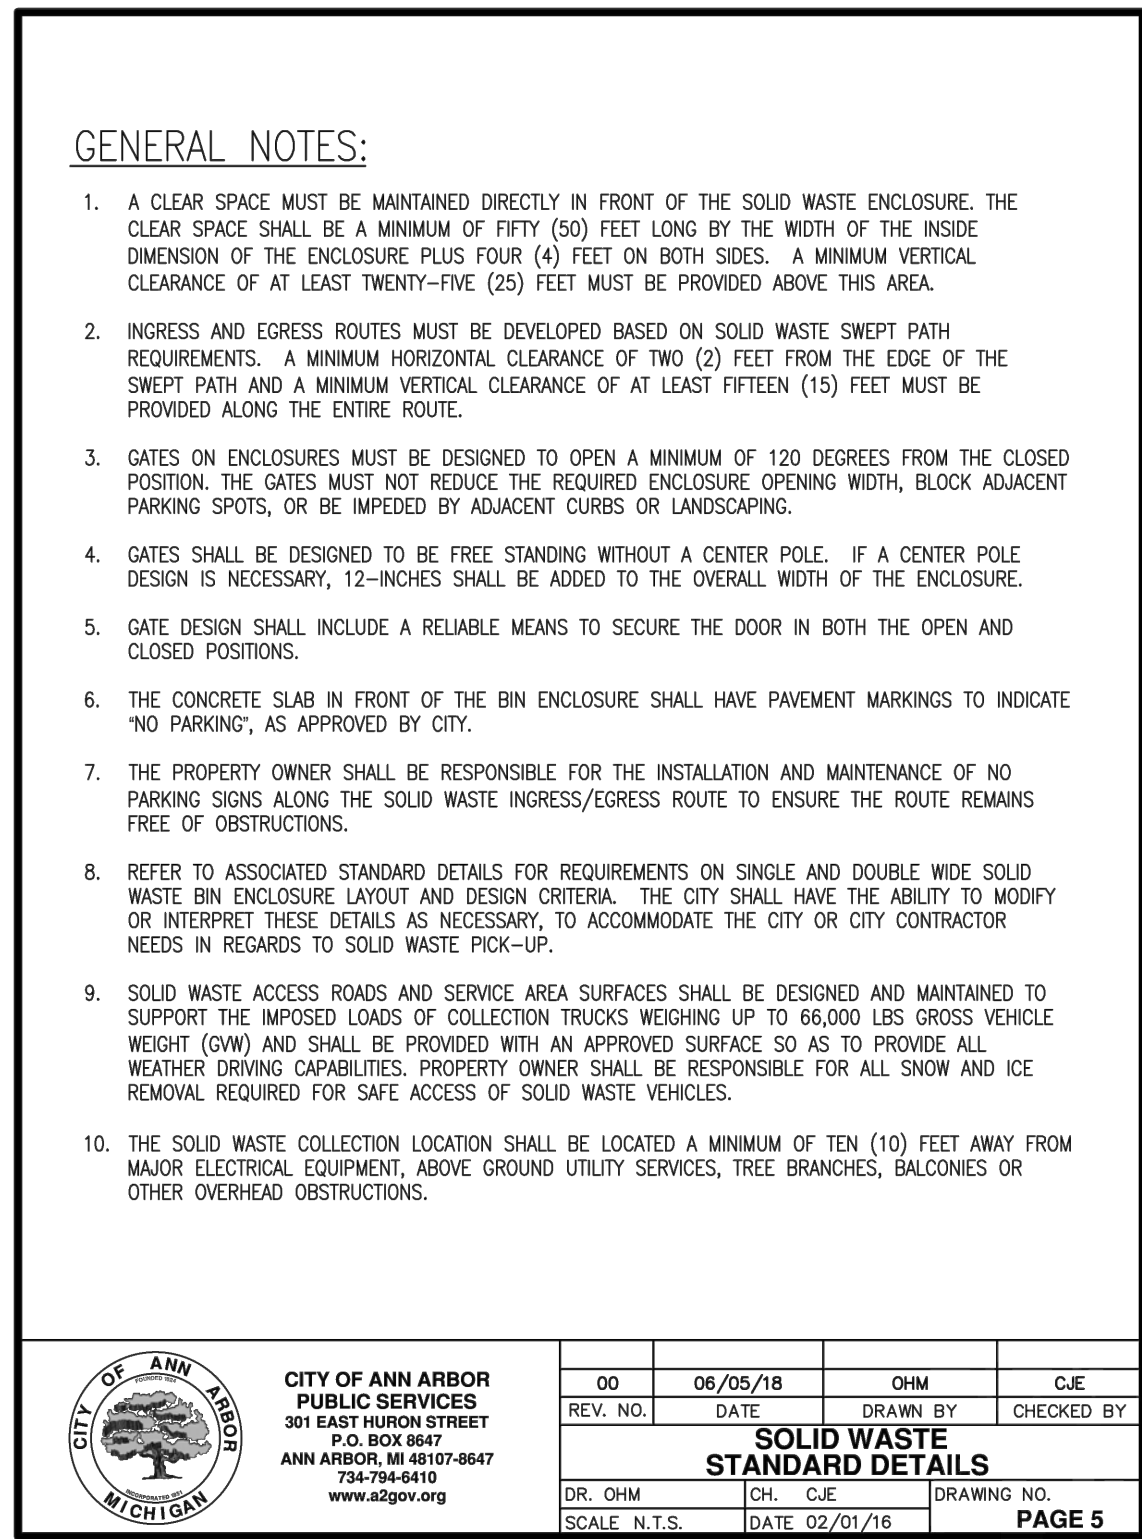 GENERAL NOTES:
1. A CLEAR SPACE MUST BE MAINTAINED DIRECTLY IN FRONT OF THE SOLID WASTE ENCLOSURE. THE
CLEAR SPACE SHALL BE A MINIMUM OF FIFTY (50) FEET LONG BY THE WIDTH OF THE INSIDE
DIMENSION OF THE ENCLOSURE PLUS FOUR (4) FEET ON BOTH SIDES. A MINIMUM VERTICAL
CLEARANCE OF AT LEAST TWENTY-FIVE (25) FEET MUST BE PROVIDED ABOVE THIS AREA.
2. INGRESS AND EGRESS ROUTES MUST BE DEVELOPED BASED ON SOLID WASTE SWEPT PATH
REQUIREMENTS. A MINIMUM HORIZONTAL CLEARANCE OF TWO (2) FEET FROM THE EDGE OF THE
SWEPT PATH AND A MINIMUM VERTICAL CLEARANCE OF AT LEAST FIFTEEN (15) FEET MUST BE
PROVIDED ALONG THE ENTIRE ROUTE.
3. GATES ON ENCLOSURES MUST BE DESIGNED TO OPEN A MINIMUM OF 120 DEGREES FROM THE CLOSED
POSITION. THE GATES MUST NOT REDUCE THE REQUIRED ENCLOSURE OPENING WIDTH, BLOCK ADJACENT
PARKING SPOTS, OR BE IMPEDED BY ADJACENT CURBS OR LANDSCAPING.
4. GATES SHALL BE DESIGNED TO BE FREE STANDING WITHOUT A CENTER POLE. IF A CENTER POLE
DESIGN IS NECESSARY, 12-INCHES SHALL BE ADDED TO THE OVERALL WIDTH OF THE ENCLOSURE.
5. GATE DESIGN SHALL INCLUDE A RELIABLE MEANS TO SECURE THE DOOR IN BOTH THE OPEN AND
CLOSED POSITIONS.
6. THE CONCRETE SLAB IN FRONT OF THE BIN ENCLOSURE SHALL HAVE PAVEMENT MARKINGS TO INDICATE
"NO PARKING", AS APPROVED BY CITY.
7. THE PROPERTY OWNER SHALL BE RESPONSIBLE FOR THE INSTALLATION AND MAINTENANCE OF NO
PARKING SIGNS ALONG THE SOLID WASTE INGRESS/EGRESS ROUTE TO ENSURE THE ROUTE REMAINS
FREE OF OBSTRUCTIONS.
8. REFER TO ASSOCIATED STANDARD DETAILS FOR REQUIREMENTS ON SINGLE AND DOUBLE WIDE SOLID
WASTE BIN ENCLOSURE LAYOUT AND DESIGN CRITERIA. THE CITY SHALL HAVE THE ABILITY TO MODIFY
OR INTERPRET THESE DETAILS AS NECESSARY, TO ACCOMMODATE THE CITY OR CITY CONTRACTOR
NEEDS IN REGARDS TO SOLID WASTE PICK-UP.
9. SOLID WASTE ACCESS ROADS AND SERVICE AREA SURFACES SHALL BE DESIGNED AND MAINTAINED TO
SUPPORT THE IMPOSED LOADS OF COLLECTION TRUCKS WEIGHING UP TO 66,000 LBS GROSS VEHICLE
WEIGHT (GVW) AND SHALL BE PROVIDED WITH AN APPROVED SURFACE SO AS TO PROVIDE ALL
WEATHER DRIVING CAPABILITIES. PROPERTY OWNER SHALL BE RESPONSIBLE FOR ALL SNOW AND ICE
REMOVAL REQUIRED FOR SAFE ACCESS OF SOLID WASTE VEHICLES.
10. THE SOLID WASTE COLLECTION LOCATION SHALL BE LOCATED A MINIMUM OF TEN (10) FEET AWAY FROM
MAJOR ELECTRICAL EQUIPMENT, ABOVE GROUND UTILITY SERVICES, TREE BRANCHES, BALCONIES OR
OTHER OVERHEAD OBSTRUCTIONS.
CITY OF ANN ARBOR
MICHIGAN
FOUNDED 1824
INCORPORATED 1851
CITY OF ANN ARBOR
PUBLIC SERVICES
301 EAST HURON STREET
P.O. BOX 8647
ANN ARBOR, MI 48107-8647
734-794-6410
www.a2gov.org
00 06/05/18 OHM CJE
REV. NO. DATE DRAWN BY CHECKED BY
SOLID WASTE
STANDARD DETAILS
DR. OHM CH. CJE DRAWING NO.
SCALE N.T.S. DATE 02/01/16 PAGE 5